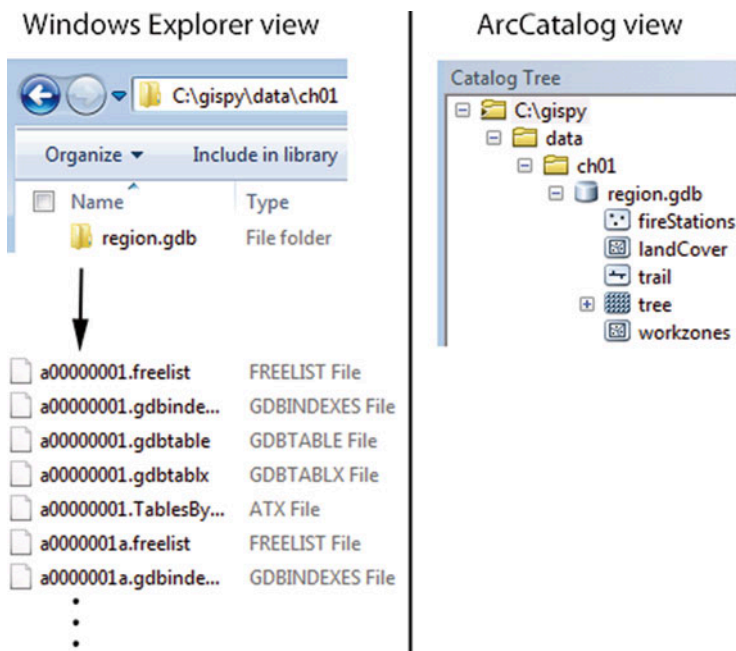 Windows Explorer view
C:\gispy\data\ch01
Organize
Include in library
Name
Type
region.gdb
File folder
a00000001.freelist
FREELIST File
a00000001.gdbinde...
GDBINDEXES File
a00000001.gdbtable
GDBTABLE File
a00000001.gdbtablx
GDBTABLX File
a00000001.TablesBy...
ATX File
a0000001a.freelist
FREELIST File
a0000001a.gdbinde...
GDBINDEXES File
ArcCatalog view
Catalog Tree
C:\gispy
data
ch01
region.gdb
fireStations
landCover
trail
tree
workzones